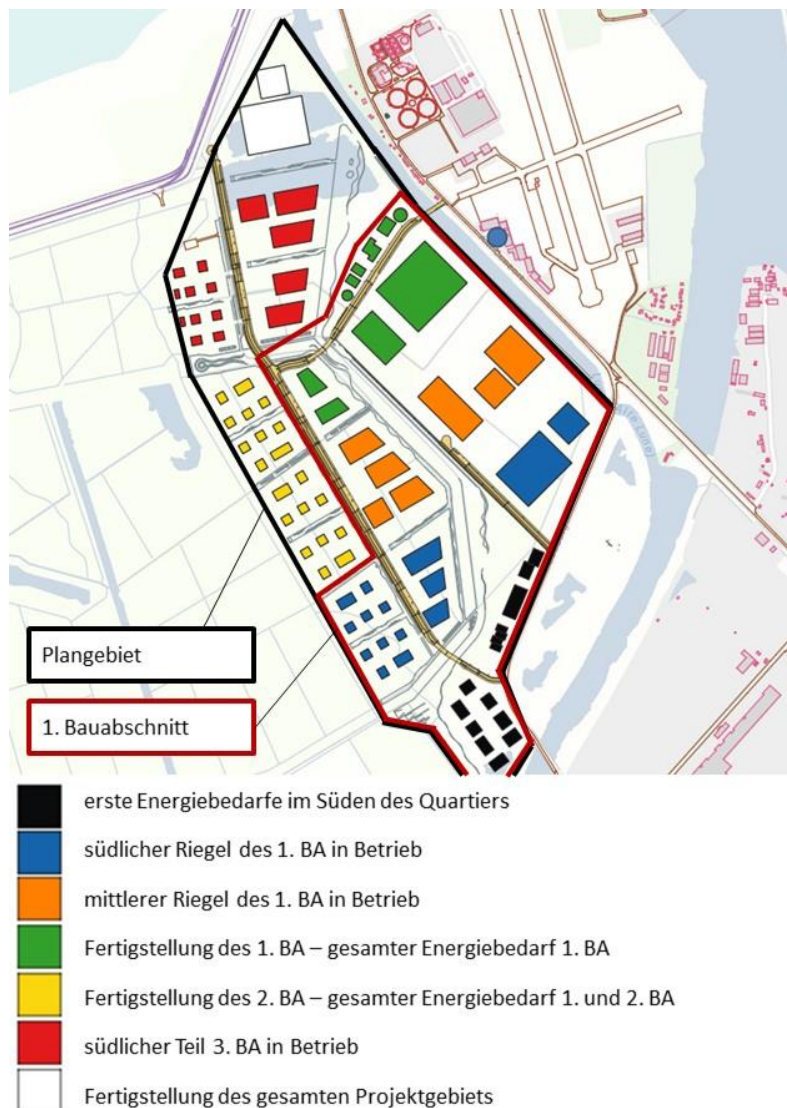 Plangebiet
1. Bauabschnitt
erste Energiebedarfe im Süden des Quartiers
südlicher Riegel des 1. BA in Betrieb
mittlerer Riegel des 1. BA in Betrieb
Fertigstellung des 1. BA – gesamter Energiebedarf 1. BA
Fertigstellung des 2. BA – gesamter Energiebedarf 1. und 2. BA
südlicher Teil 3. BA in Betrieb
Fertigstellung des gesamten Projektgebiets